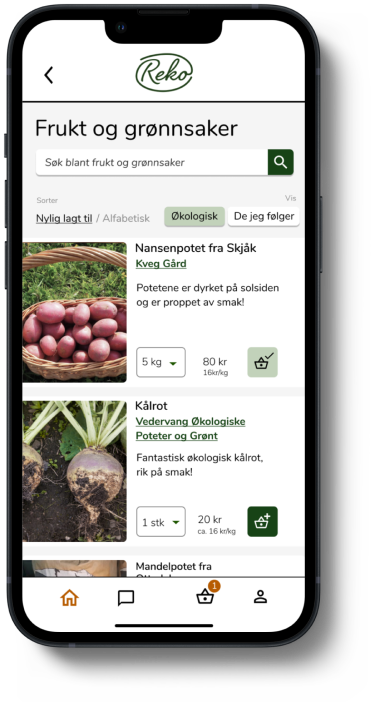 Reko
Frukt og grønnsaker
Søk blant frukt og grønnsaker
Sorter
Vis
Nylig lagt til / Alfabetisk
Økologisk
De jeg følger
Nansenpotet fra Skjåk
Kveg Gård
Potetene er dyrket på solsiden
og er proppet av smak!
5 kg
80 kr
16kr/kg
Kålrot
Vedervang Økologiske
Poteter og Grønt
Fantastisk økologisk kålrot,
rik på smak!
1 stk
20 kr
ca. 16 kr/kg
Mandelpotet fra
1